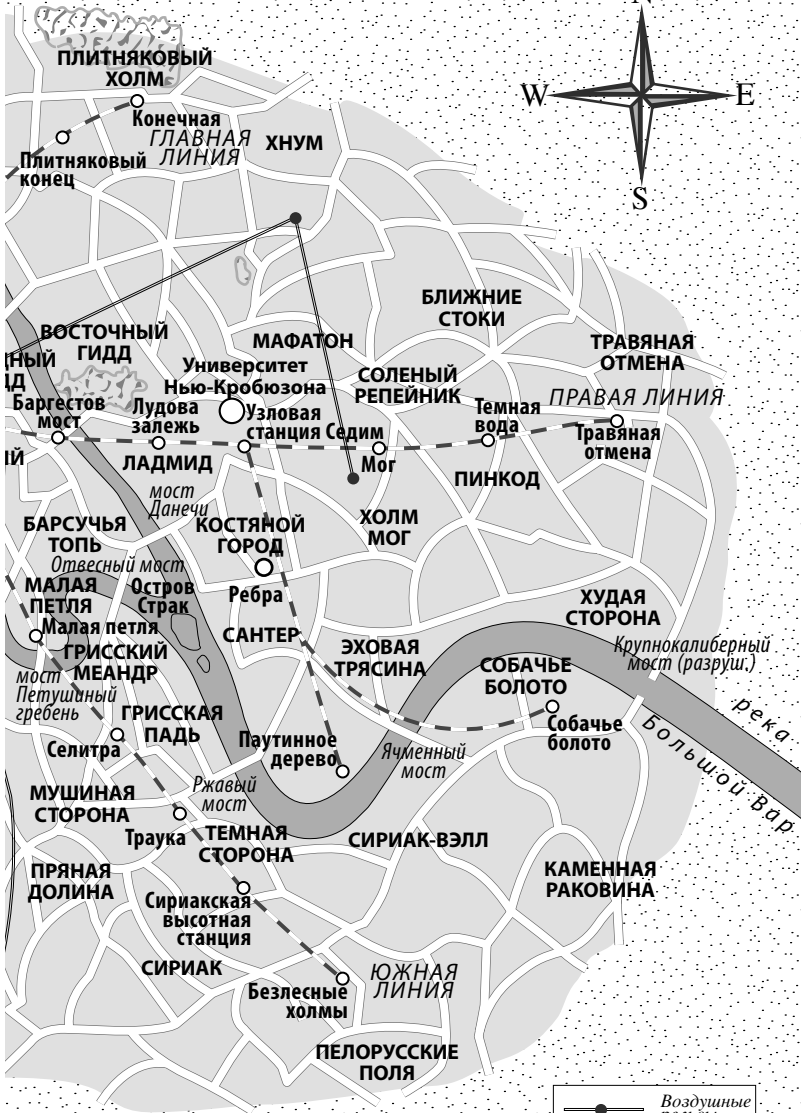 ПЛИТНЯКОВЫЙ
ХОЛМ
W
E
S
Конечная
ГЛАВНАЯ
ЛИНИЯ
ХНУМ
Плитняковый
конец
БЛИЖНИЕ
СТОКИ
ВОСТОЧНЫЙ
ГИДД
МАФАТОН
ТРАВЯНАЯ
ОТМЕНА
Университет
Нью-Кробюзона
СОЛЕНЫЙ
РЕПЕЙНИК
ПРАВАЯ ЛИНИЯ
Баргестов
мост
Лудова
залежь
Узловая
станция Седим
Темная
вода
Травяная
отмена
Мог
ЛАДМИД
ПИНКОД
мост
Данечи
БАРСУЧЬЯ
ТОПЬ
КОСТЯНОЙ
ГОРОД
ХОЛМ
МОГ
Отвесный мост
МАЛАЯ
ПЕТЛЯ
Остров
Страк
Ребра
ХУДАЯ
СТОРОНА
Малая петля
САНТЕР
ЭХОВАЯ
ТРЯСИНА
Крупнокалиберный
мост (разруш.)
ГРИССКИЙ
МЕАНДР
СОБАЧЬЕ
БОЛОТО
мост
Петушиный
гребень
ГРИССКАЯ
ПАДЬ
Собачье
болото
река
Большой Вар
Селитра
Паутинное
дерево
Ячменный
мост
Ржавый
мост
МУШИНАЯ
СТОРОНА
Траука
ТЕМНАЯ
СТОРОНА
СИРИАК-ВЭЛЛ
ПРЯНАЯ
ДОЛИНА
КАМЕННАЯ
РАКОВИНА
Сириакская
высотная
станция
СИРИАК
ЮЖНАЯ
ЛИНИЯ
Безлесные
холмы
ПЕЛОРУССКИЕ
ПОЛЯ
Воздушные